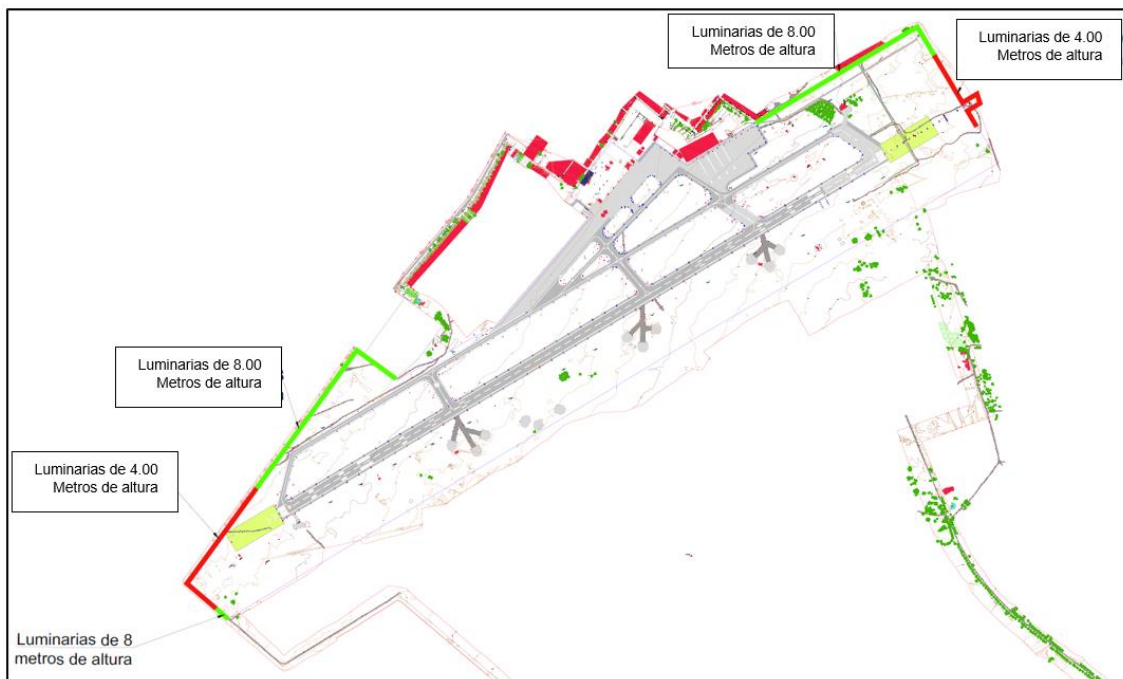 Luminarias de 8.00
Metros de altura
Luminarias de 4.00
Metros de altura
Luminarias de 8.00
Metros de altura
Luminarias de 4.00
Metros de altura
Luminarias de 8
metros de altura